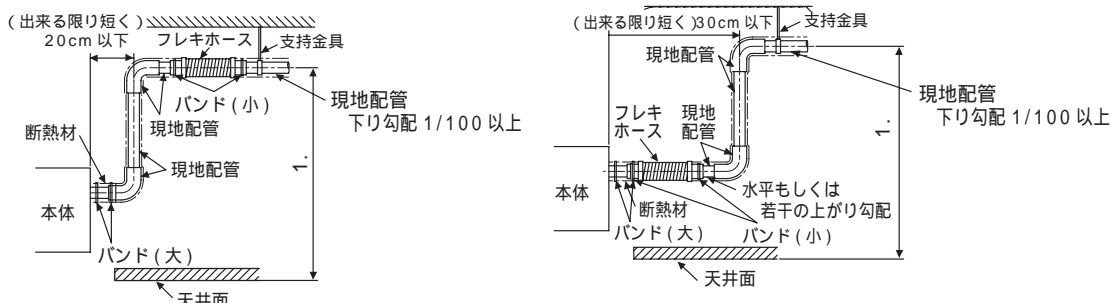 (出来る限り短く)
20cm 以下
フレキホース
支持金具
バンド(小)
現地配管
現地配管
下り勾配 1/100 以上
断熱材
現地配管
1.
本体
バンド(大)
天井面
(出来る限り短く)30cm 以下
支持金具
現地配管
現地配管
下り勾配 1/100 以上
フレキ
ホース
現地
配管
1.
本体
水平もしくは
若干の上がり勾配
断熱材
バンド(大)
バンド(小)
天井面